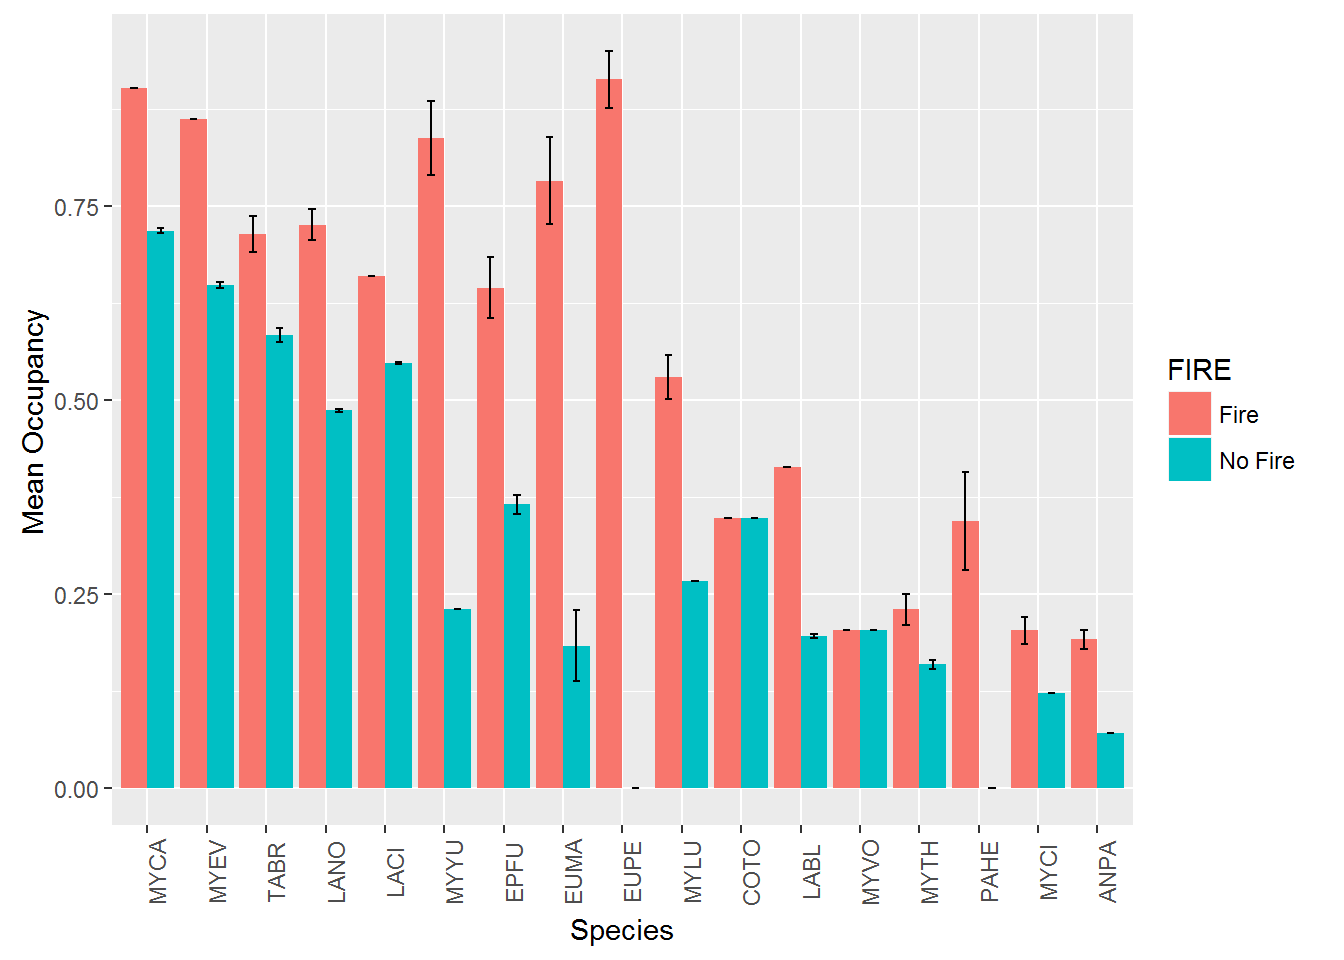 0.75
0.50
0.25
0.00
Mean Occupancy
MYCA
MYEV
TABR
LANO
LACI
MYYU
EPFU
EUMA
EUPE
MYLU
COTO
LABL
MYVO
MYTH
PAHE
MYCI
ANPA
Species
FIRE
Fire
No Fire